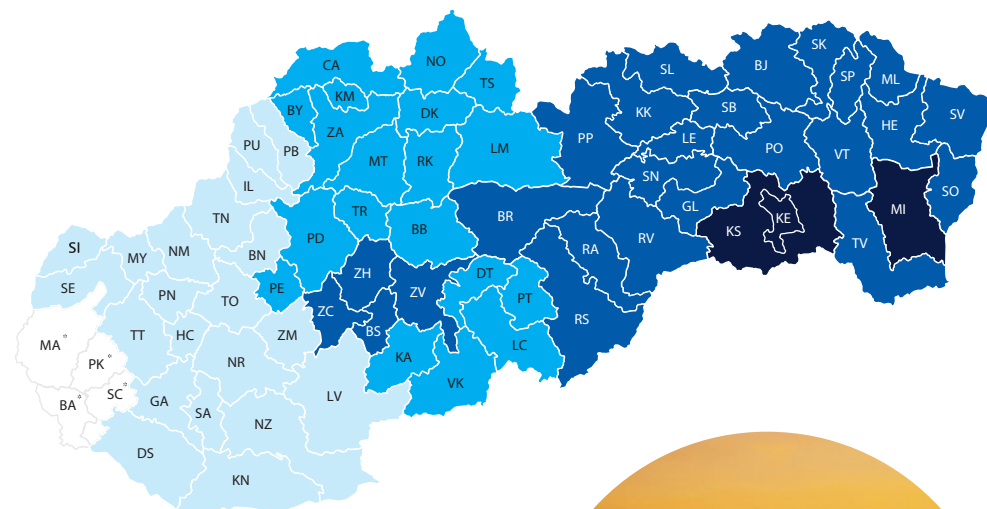 NO
CA
TS
KM
BY
DK
ZA
PU
PB
MT
RK
LM
IL
TN
TR
PD
BB
SI
MY
NM
BN
SE
PE
PN
TO
MA*
TT
HC
ZM
PK*
NR
BA*
SC*
GA
SA
LV
NZ
DS
KN
ZH
ZC
ZV
BS
KA
VK
DT
PT
LC
BR
RA
RV
RS
PP
KK
SL
BJ
SK
SP
ML
SV
SB
HE
LE
PO
VT
SN
GL
SO
KS
KE
MI
TV